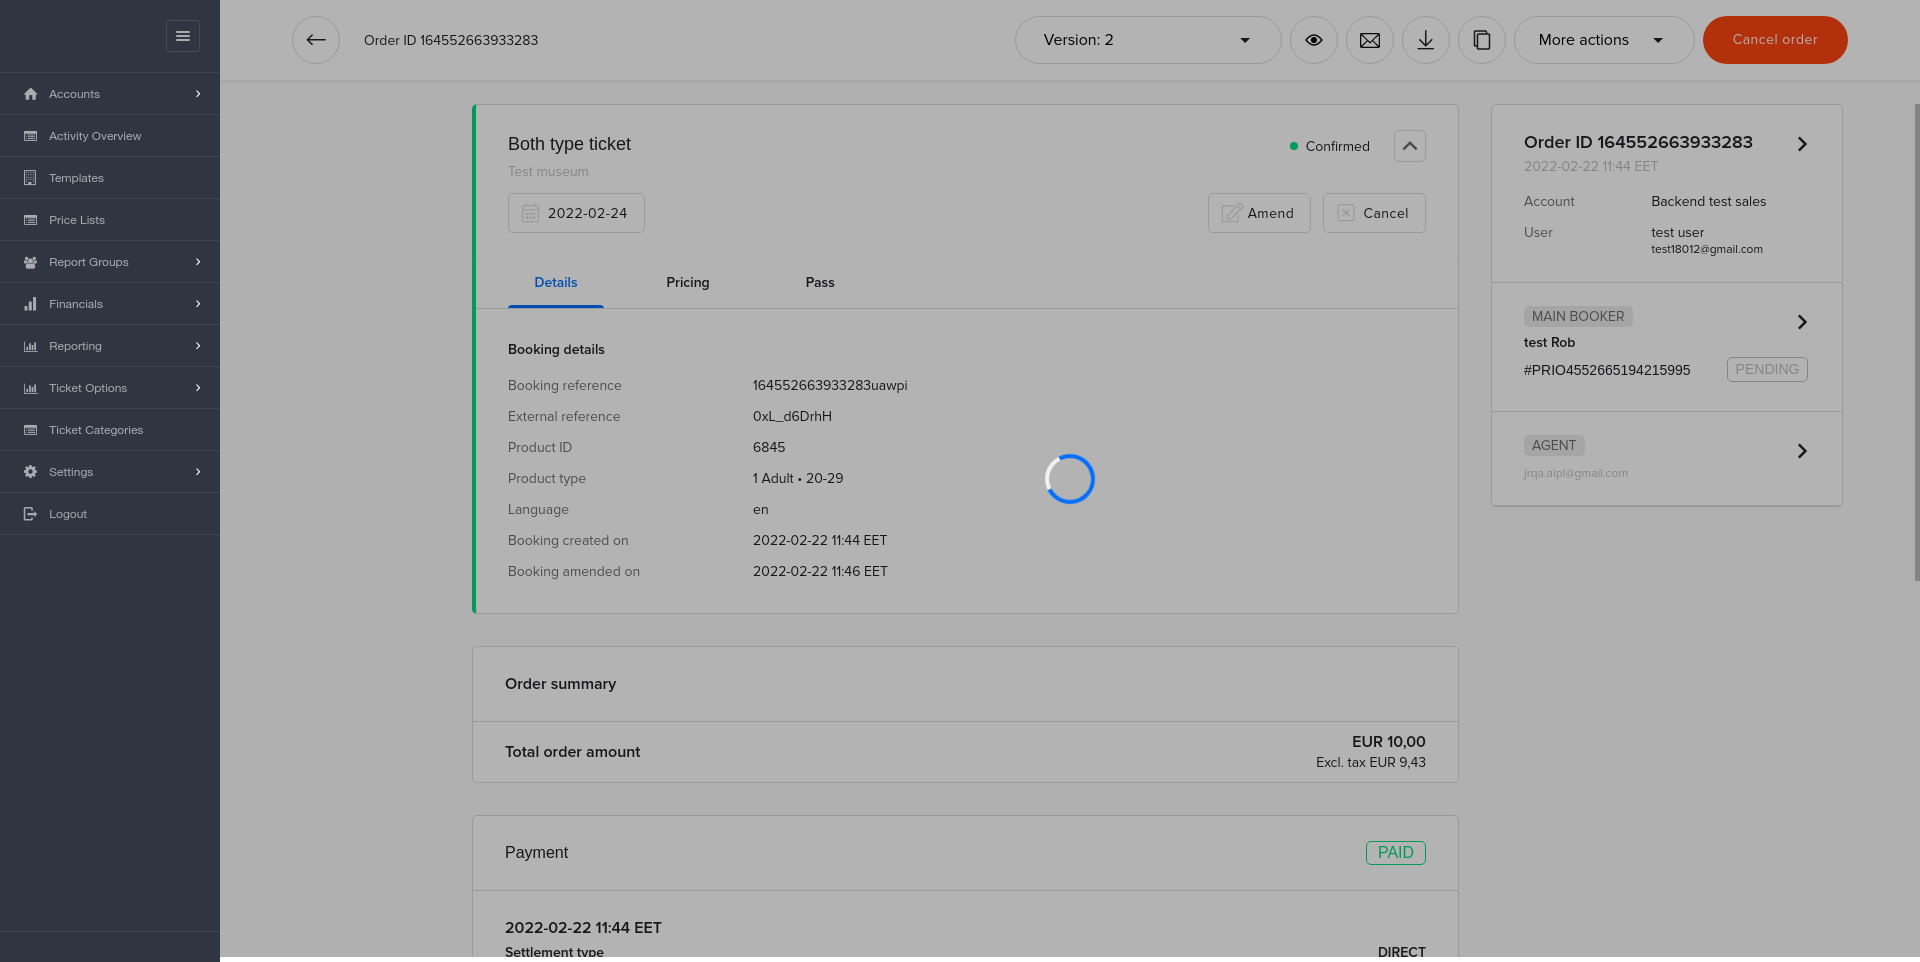 Accounts
Activity Overview
Templates
Price Lists
Report Groups
Financials
Reporting
Ticket Options
Ticket Categories
Settings
Logout
Order ID 164552663933283
Version: 2
More actions
Cancel order
Both type ticket
Confirmed
Test museum
2022-02-24
Amend
Cancel
Details
Pricing
Pass
Booking details
Booking reference 164552663933283uawpi
External reference 0xL_d6DrhH
Product ID 6845
Product type 1 Adult • 20-29
Language en
Booking created on 2022-02-22 11:44 EET
Booking amended on 2022-02-22 11:46 EET
Order summary
Total order amount EUR 10,00
Excl. tax EUR 9,43
Payment PAID
2022-02-22 11:44 EET
Settlement type DIRECT
Order ID 164552663933283
2022-02-22 11:44 EET
Account Backend test sales
User test user
test18012@gmail.com
MAIN BOOKER
test Rob
#PRIO4552665194215995 PENDING
AGENT
jrqa.aipl@gmail.com